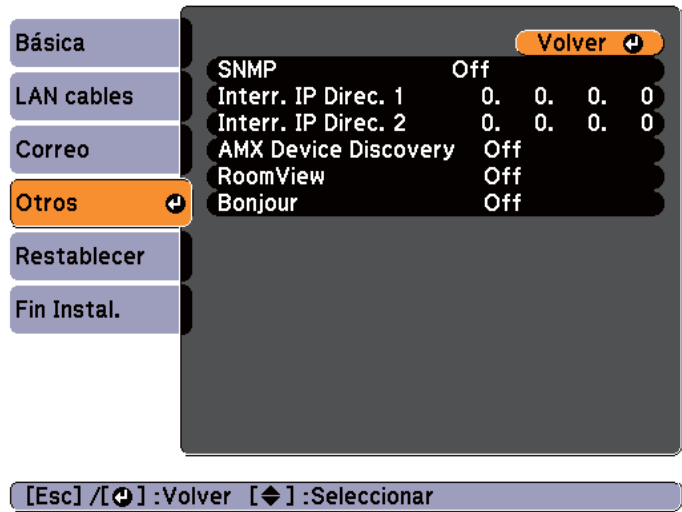 Básica
LAN cables
Correo
Otros
Restablecer
Fin Instal.
Volver
SNMP Off
Interr. IP Direc. 1 0. 0. 0. 0
Interr. IP Direc. 2 0. 0. 0. 0
AMX Device Discovery Off
RoomView Off
Bonjour Off
[Esc] /[⏎] :Volver [◆] :Seleccionar